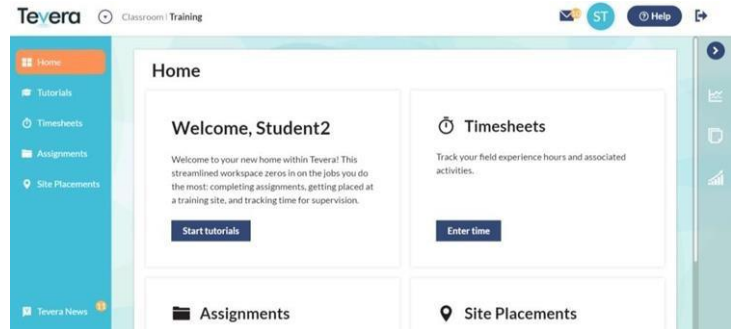 Tevera
Classroom | Training
ST
Help
Home
Tutorials
Timesheets
Assignments
Site Placements
Tevera News
Home
Welcome, Student2
Welcome to your new home within Tevera! This
streamlined workspace zeros in on the jobs you do
the most: completing assignments, getting placed at
a training site, and tracking time for supervision.
Start tutorials
Timesheets
Track your field experience hours and associated
activities.
Enter time
Assignments
Site Placements